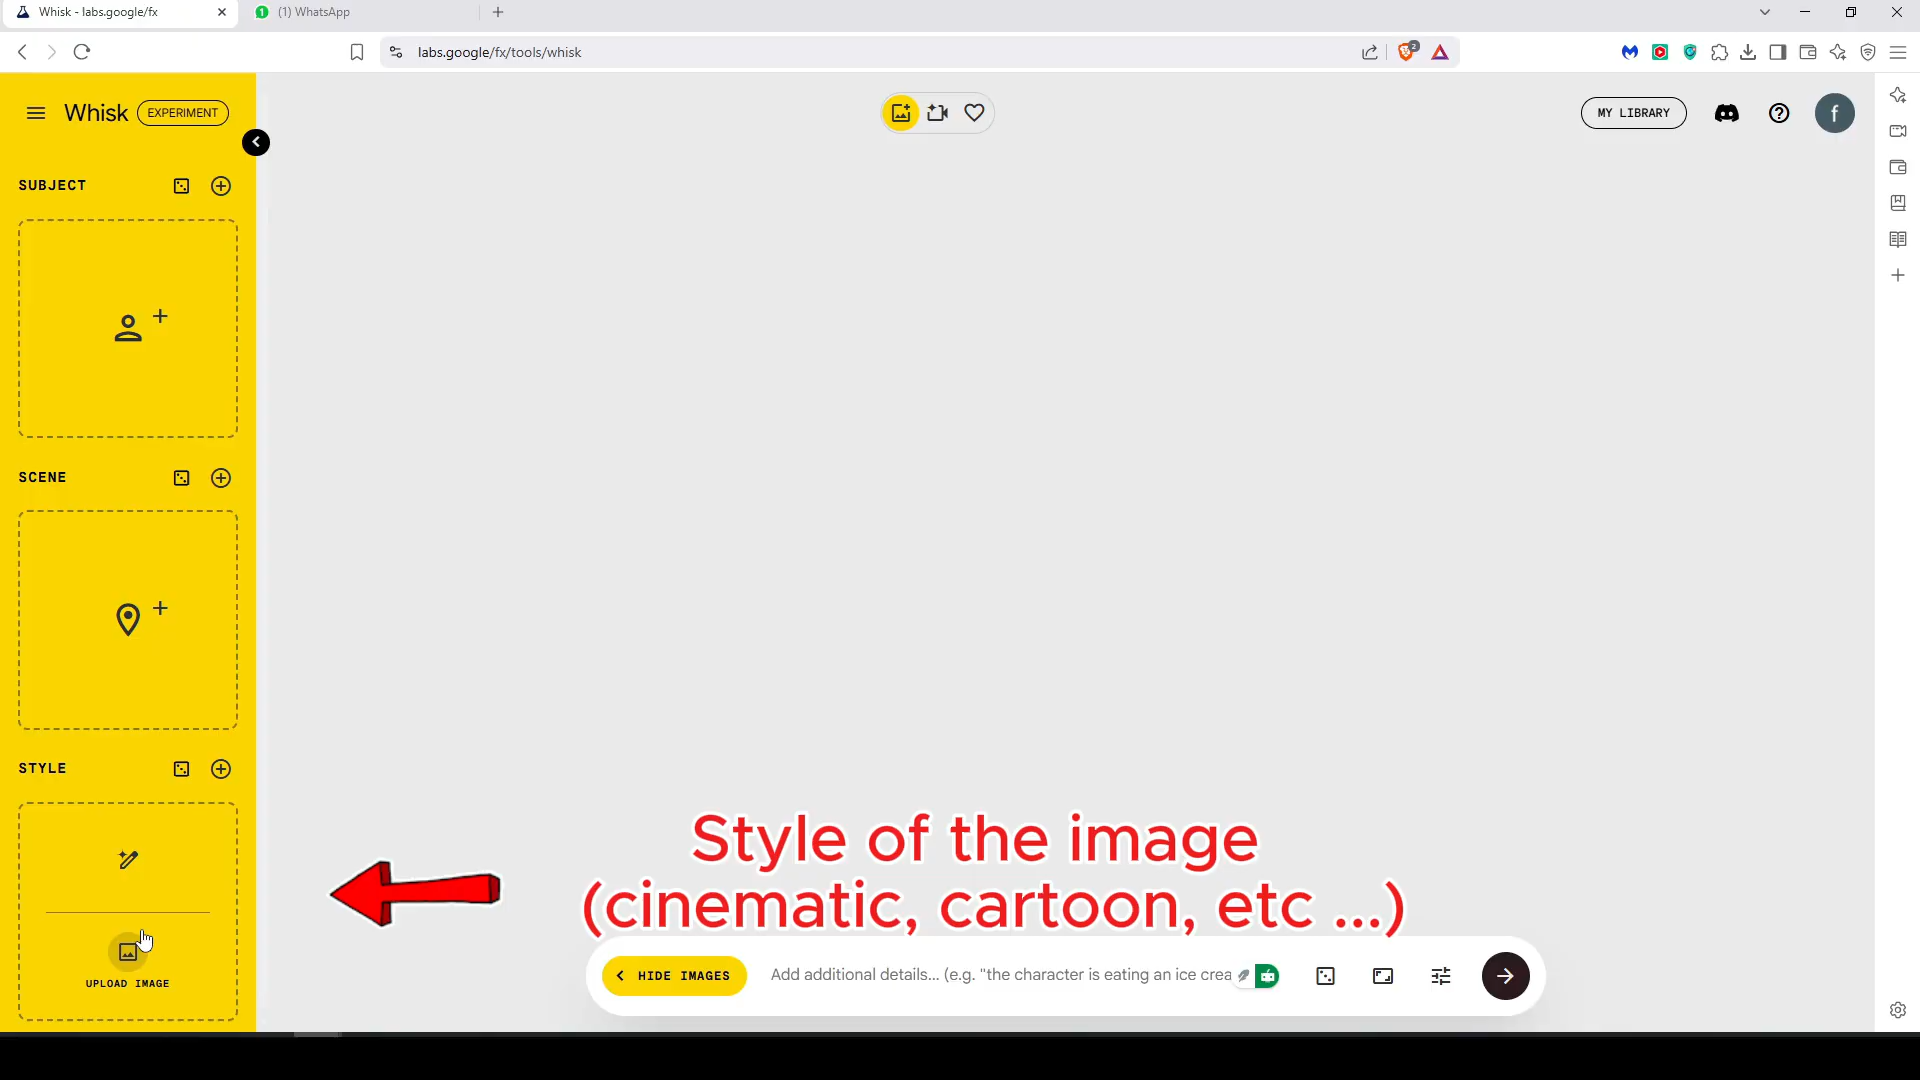 Whisk - labs.google/fx
1
(1) WhatsApp
labs.google/fx/tools/whisk
2
Whisk
EXPERIMENT
MY LIBRARY
f
SUBJECT
SCENE
STYLE
Style of the image
(cinematic, cartoon, etc ...)
UPLOAD IMAGE
HIDE IMAGES
Add additional details... (e.g. "the character is eating an ice crea